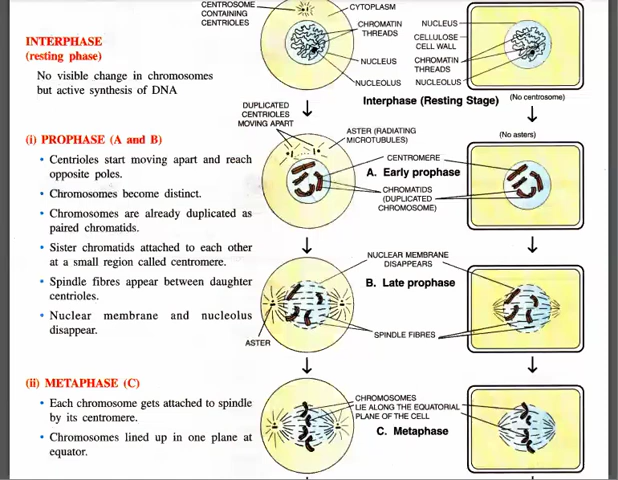 CENTROSOME
CONTAINING
CENTRIOLES
CYTOPLASM
CHROMATIN
THREADS
NUCLEUS
NUCLEOLUS
NUCLEUS
CELLULOSE
CELL WALL
CHROMATIN
THREADS
NUCLEOLUS
INTERPHASE
(resting phase)
No visible change in chromosomes
but active synthesis of DNA
Interphase (Resting Stage)
(No centrosome)
DUPLICATED
CENTRIOLES
MOVING APART
(i) PROPHASE (A and B)
• Centrioles start moving apart and reach
opposite poles.
• Chromosomes become distinct.
• Chromosomes are already duplicated as
paired chromatids.
• Sister chromatids attached to each other
at a small region called centromere.
• Spindle fibres appear between daughter
centrioles.
• Nuclear membrane and nucleolus
disappear.
ASTER (RADIATING
MICROTUBULES)
(No asters)
CENTROMERE
A. Early prophase
CHROMATIDS
(DUPLICATED
CHROMOSOME)
NUCLEAR MEMBRANE
DISAPPEARS
B. Late prophase
SPINDLE FIBRES
ASTER
(ii) METAPHASE (C)
• Each chromosome gets attached to spindle
by its centromere.
• Chromosomes lined up in one plane at
equator.
CHROMOSOMES
LIE ALONG THE EQUATORIAL
PLANE OF THE CELL
C. Metaphase